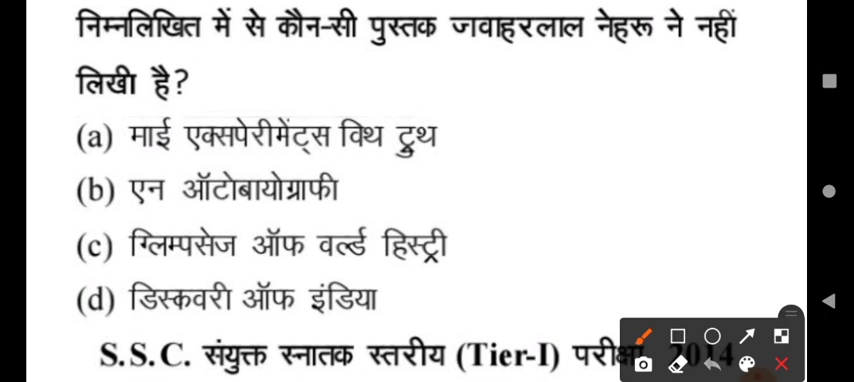 निम्नलिखित में से कौन-सी पुस्तक जवाहरलाल नेहरू ने नहीं
लिखी है?
(a) माई एक्सपेरीमेंट्स विथ ट्रुथ
(b) एन ऑटोबायोग्राफी
(c) ग्लिम्पसेज ऑफ वर्ल्ड हिस्ट्री
(d) डिस्कवरी ऑफ इंडिया
S.S.C. संयुक्त स्नातक स्तरीय (Tier-I) परीक्षा, 2014